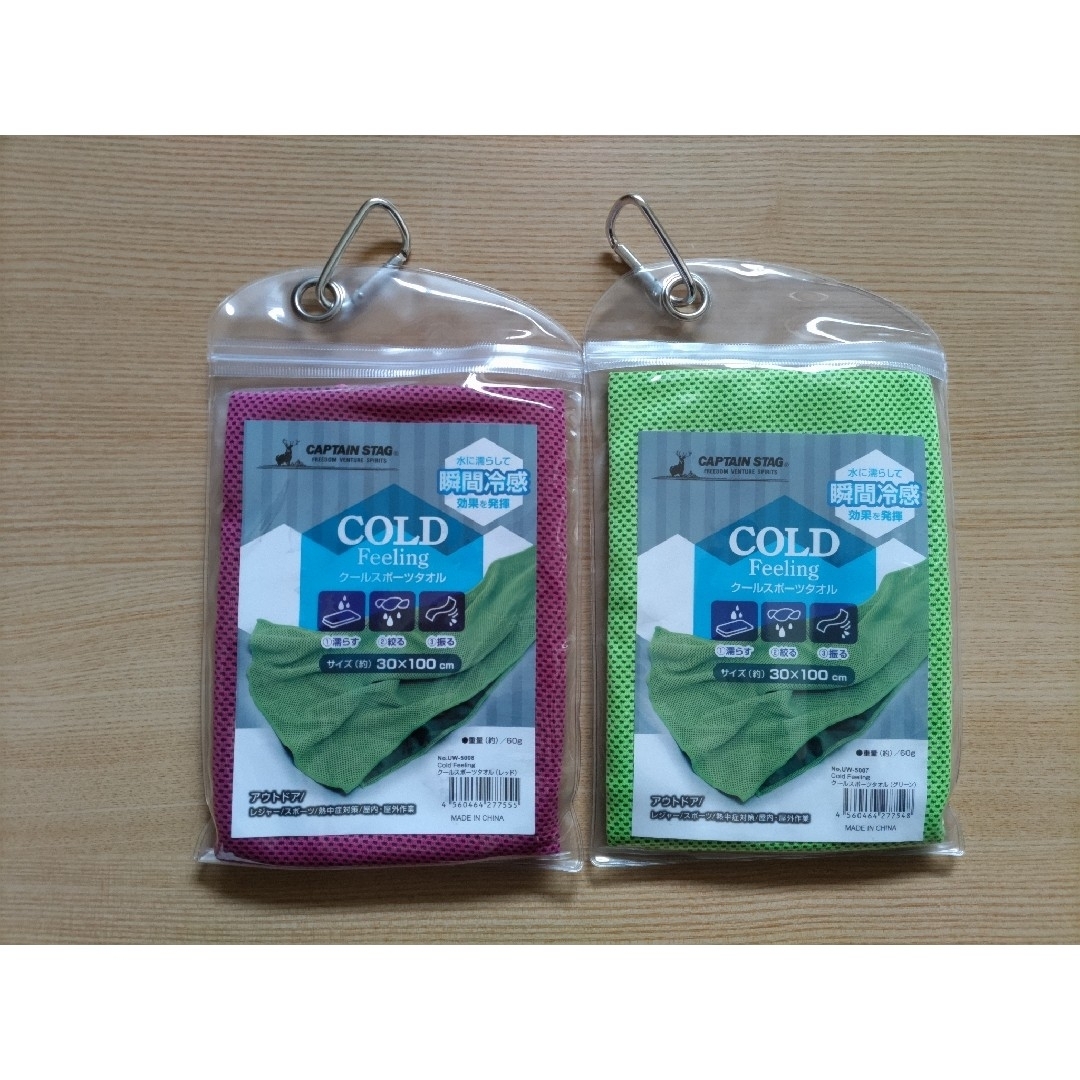 CAPTAIN STAG®
FREEDOM VENTURE SPIRITS
水に濡らして
瞬間冷感
効果を発揮
COLD
Feeling
クールスポーツタオル
①濡らす ②絞る ③振る
サイズ(約) 30×100 cm
●重量(約)/60g
No.UW-5008
Cold Feeling
クールスポーツタオル(レッド)
4 560464 277555
MADE IN CHINA
アウトドア/
レジャー/スポーツ/熱中症対策/屋内・屋外作業
CAPTAIN STAG®
FREEDOM VENTURE SPIRITS
水に濡らして
瞬間冷感
効果を発揮
COLD
Feeling
クールスポーツタオル
①濡らす ②絞る ③振る
サイズ(約) 30×100 cm
●重量(約)/60g
No.UW-5007
Cold Feeling
クールスポーツタオル(グリーン)
4 560464 277548
MADE IN CHINA
アウトドア/
レジャー/スポーツ/熱中症対策/屋内・屋外作業